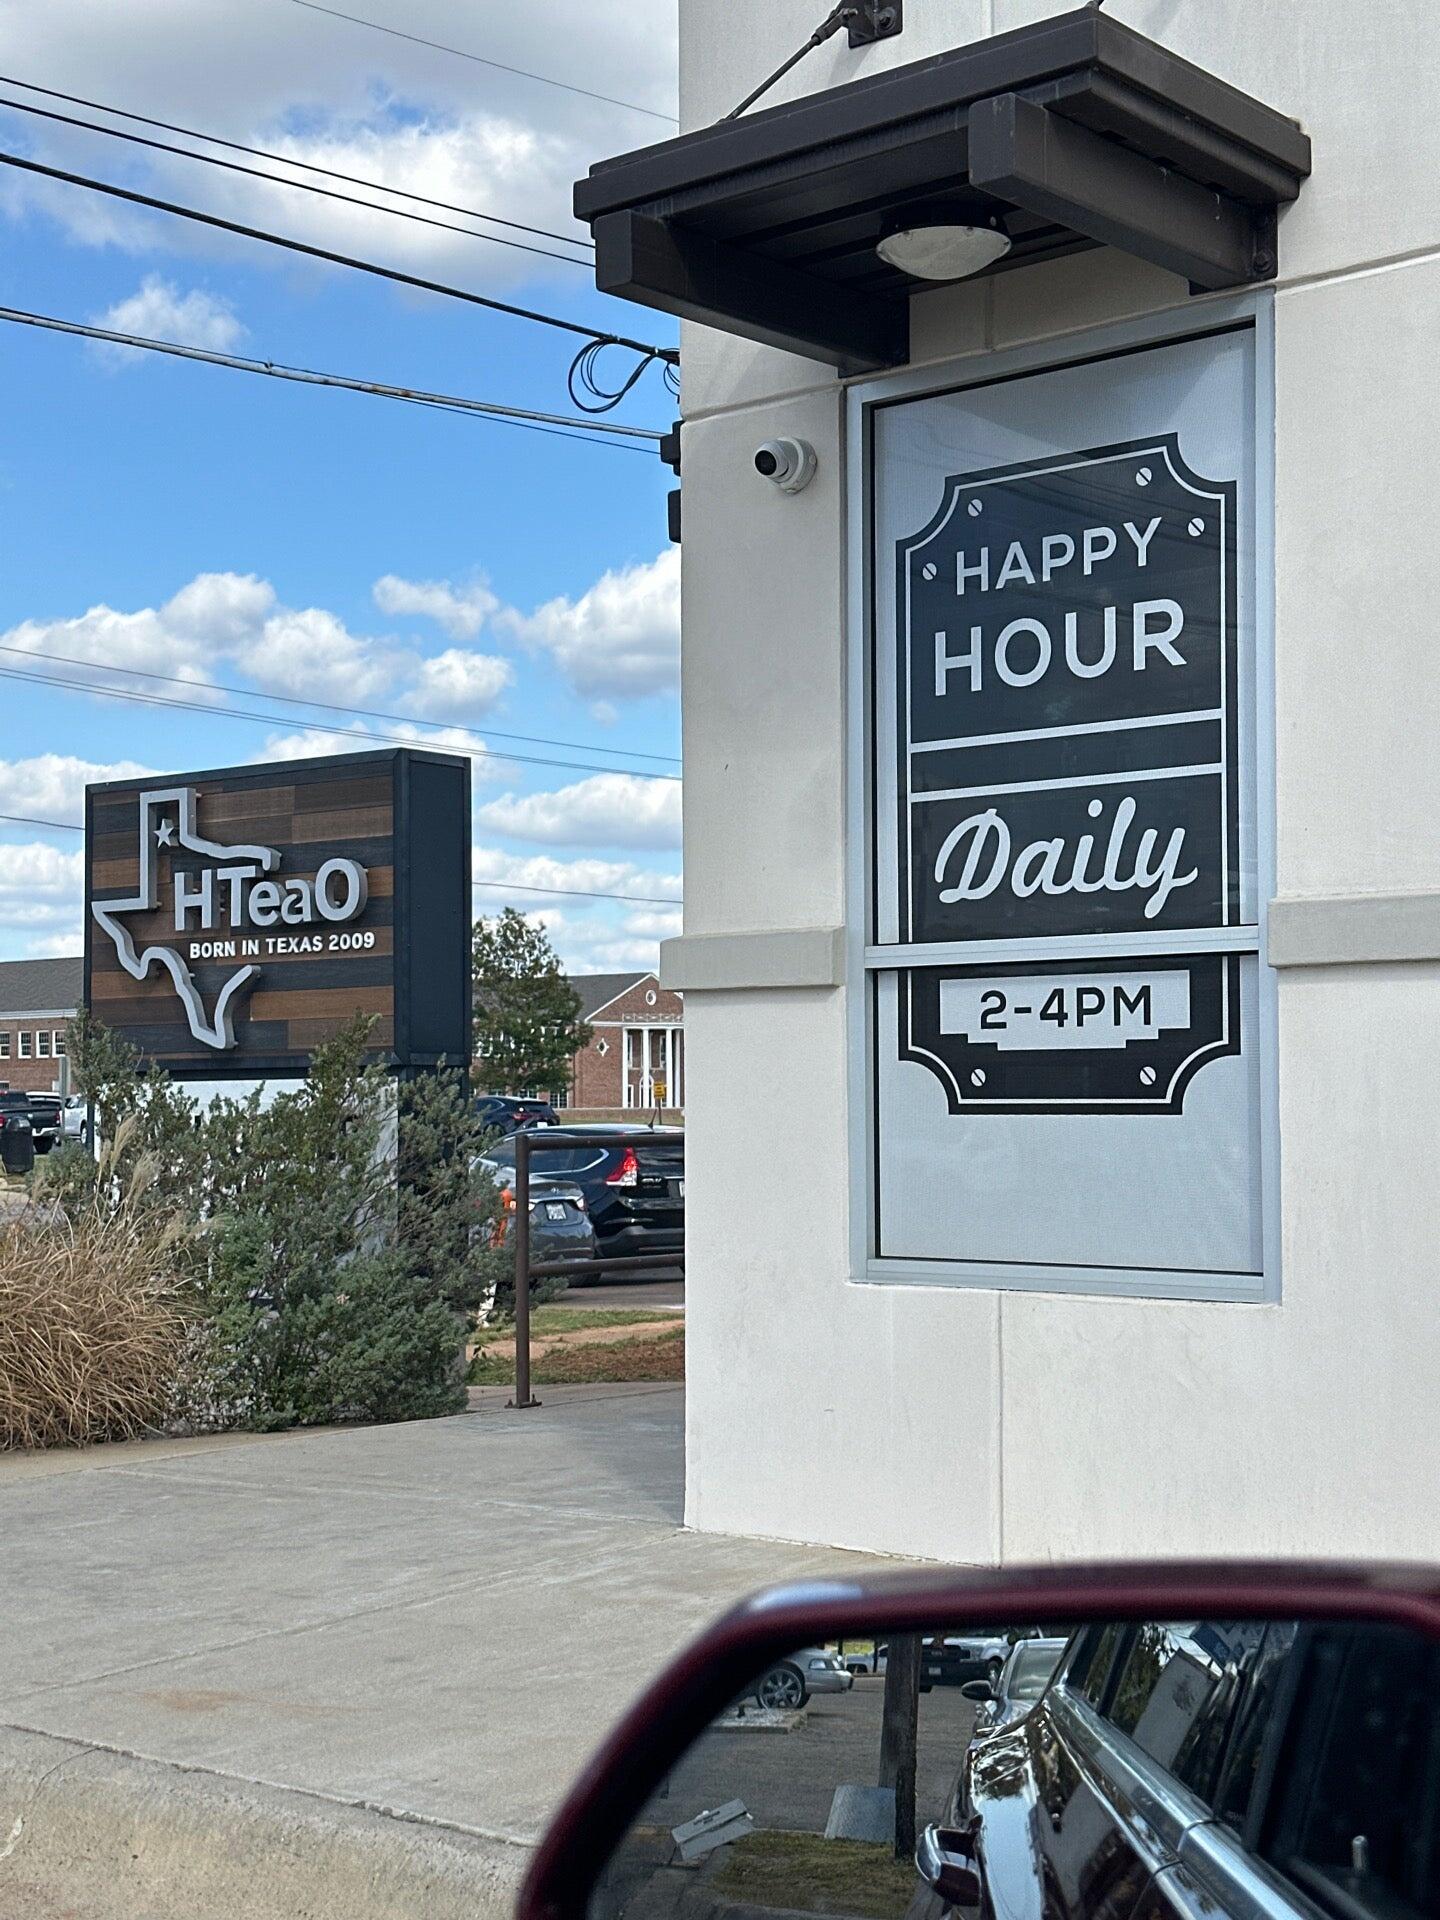 HTeaO
BORN IN TEXAS 2009
HAPPY
HOUR
Daily
2-4PM